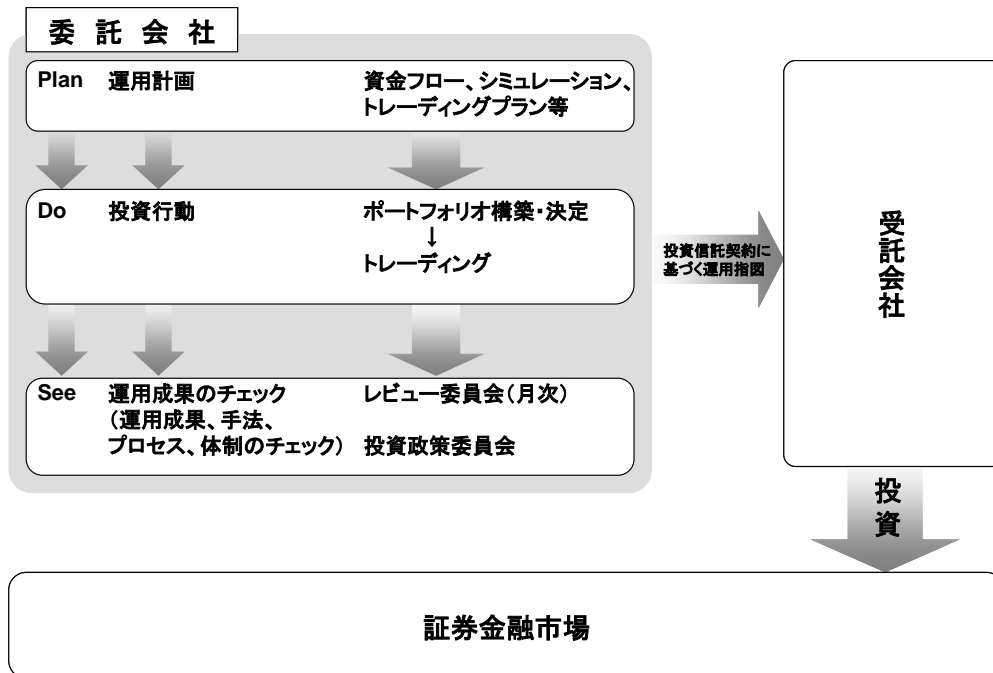 委託会社
Plan 運用計画 資金フロー、シミュレーション、
トレーディングプラン等
Do 投資行動 ポートフォリオ構築・決定
↓
トレーディング
See 運用成果のチェック レビュー委員会(月次)
(運用成果、手法、
プロセス、体制のチェック) 投資政策委員会
投資信託契約に
基づく運用指図
受託会社
投資
証券金融市場